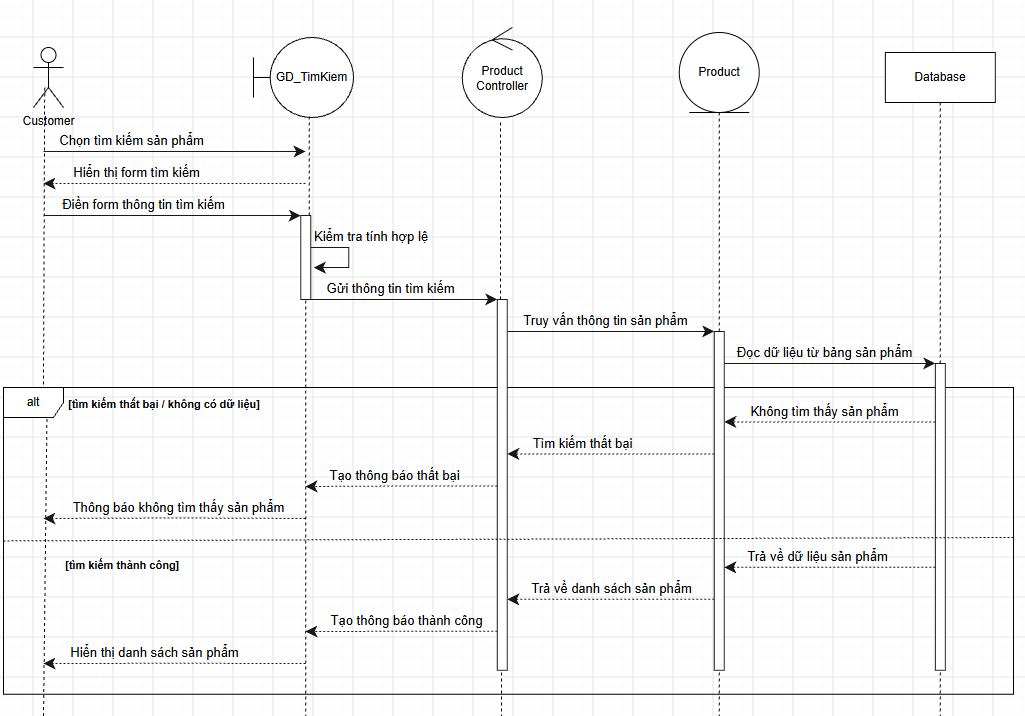 Customer
GD_TimKiem
Product
Controller
Product
Database
Chọn tìm kiếm sản phẩm
Hiển thị form tìm kiếm
Điền form thông tin tìm kiếm
Kiểm tra tính hợp lệ
Gửi thông tin tìm kiếm
Truy vấn thông tin sản phẩm
Đọc dữ liệu từ bảng sản phẩm
alt
[tìm kiếm thất bại / không có dữ liệu]
Không tìm thấy sản phẩm
Tìm kiếm thất bại
Tạo thông báo thất bại
Thông báo không tìm thấy sản phẩm
[tìm kiếm thành công]
Trả về dữ liệu sản phẩm
Trả về danh sách sản phẩm
Tạo thông báo thành công
Hiển thị danh sách sản phẩm